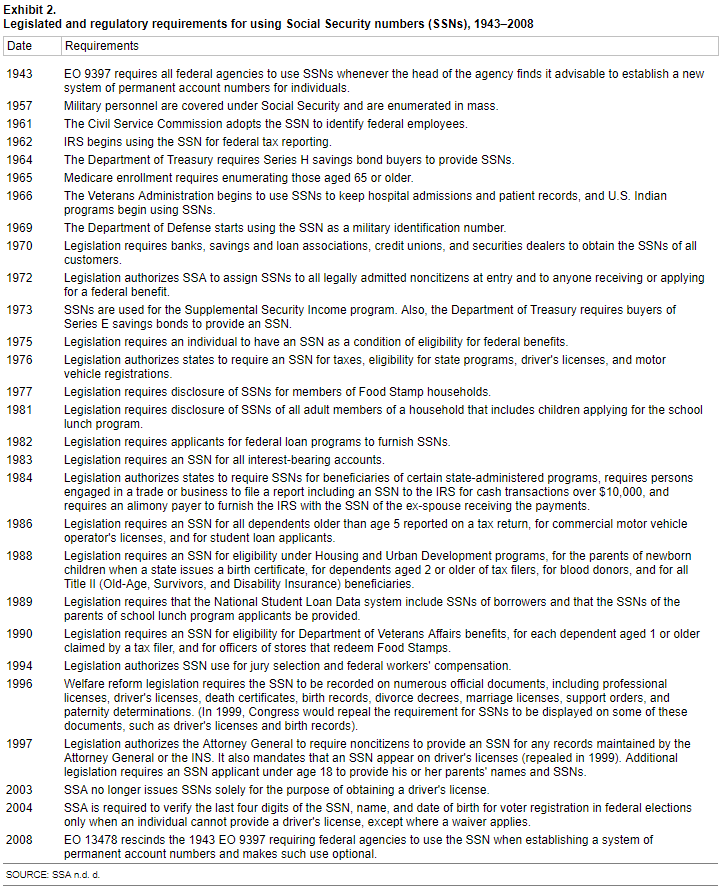 Exhibit 2.
Legislated and regulatory requirements for using Social Security numbers (SSNs), 1943–2008
Date Requirements
1943 EO 9397 requires all federal agencies to use SSNs whenever the head of the agency finds it advisable to establish a new
system of permanent account numbers for individuals.
1957 Military personnel are covered under Social Security and are enumerated in mass.
1961 The Civil Service Commission adopts the SSN to identify federal employees.
1962 IRS begins using the SSN for federal tax reporting.
1964 The Department of Treasury requires Series H savings bond buyers to provide SSNs.
1965 Medicare enrollment requires enumerating those aged 65 or older.
1966 The Veterans Administration begins to use SSNs to keep hospital admissions and patient records, and U.S. Indian
programs begin using SSNs.
1969 The Department of Defense starts using the SSN as a military identification number.
1970 Legislation requires banks, savings and loan associations, credit unions, and securities dealers to obtain the SSNs of all
customers.
1972 Legislation authorizes SSA to assign SSNs to all legally admitted noncitizens at entry and to anyone receiving or applying
for a federal benefit.
1973 SSNs are used for the Supplemental Security Income program. Also, the Department of Treasury requires buyers of
Series E savings bonds to provide an SSN.
1975 Legislation requires an individual to have an SSN as a condition of eligibility for federal benefits.
1976 Legislation authorizes states to require an SSN for taxes, eligibility for state programs, driver's licenses, and motor
vehicle registrations.
1977 Legislation requires disclosure of SSNs for members of Food Stamp households.
1981 Legislation requires disclosure of SSNs of all adult members of a household that includes children applying for the school
lunch program.
1982 Legislation requires applicants for federal loan programs to furnish SSNs.
1983 Legislation requires an SSN for all interest-bearing accounts.
1984 Legislation authorizes states to require SSNs for beneficiaries of certain state-administered programs, requires persons
engaged in a trade or business to file a report including an SSN to the IRS for cash transactions over $10,000, and
requires an alimony payer to furnish the IRS with the SSN of the ex-spouse receiving the payments.
1986 Legislation requires an SSN for all dependents older than age 5 reported on a tax return, for commercial motor vehicle
operator's licenses, and for student loan applicants.
1988 Legislation requires an SSN for eligibility under Housing and Urban Development programs, for the parents of newborn
children when a state issues a birth certificate, for dependents aged 2 or older of tax filers, for blood donors, and for all
Title II (Old-Age, Survivors, and Disability Insurance) beneficiaries.
1989 Legislation requires that the National Student Loan Data system include SSNs of borrowers and that the SSNs of the
parents of school lunch program applicants be provided.
1990 Legislation requires an SSN for eligibility for Department of Veterans Affairs benefits, for each dependent aged 1 or older
claimed by a tax filer, and for officers of stores that redeem Food Stamps.
1994 Legislation authorizes SSN use for jury selection and federal workers' compensation.
1996 Welfare reform legislation requires the SSN to be recorded on numerous official documents, including professional
licenses, driver's licenses, death certificates, birth records, divorce decrees, marriage licenses, support orders, and
paternity determinations. (In 1999, Congress would repeal the requirement for SSNs to be displayed on some of these
documents, such as driver's licenses and birth records).
1997 Legislation authorizes the Attorney General to require noncitizens to provide an SSN for any records maintained by the
Attorney General or the INS. It also mandates that an SSN appear on driver's licenses (repealed in 1999). Additional
legislation requires an SSN applicant under age 18 to provide his or her parents' names and SSNs.
2003 SSA no longer issues SSNs solely for the purpose of obtaining a driver's license.
2004 SSA is required to verify the last four digits of the SSN, name, and date of birth for voter registration in federal elections
only when an individual cannot provide a driver's license, except where a waiver applies.
2008 EO 13478 rescinds the 1943 EO 9397 requiring federal agencies to use the SSN when establishing a system of
permanent account numbers and makes such use optional.
SOURCE: SSA n.d. d.